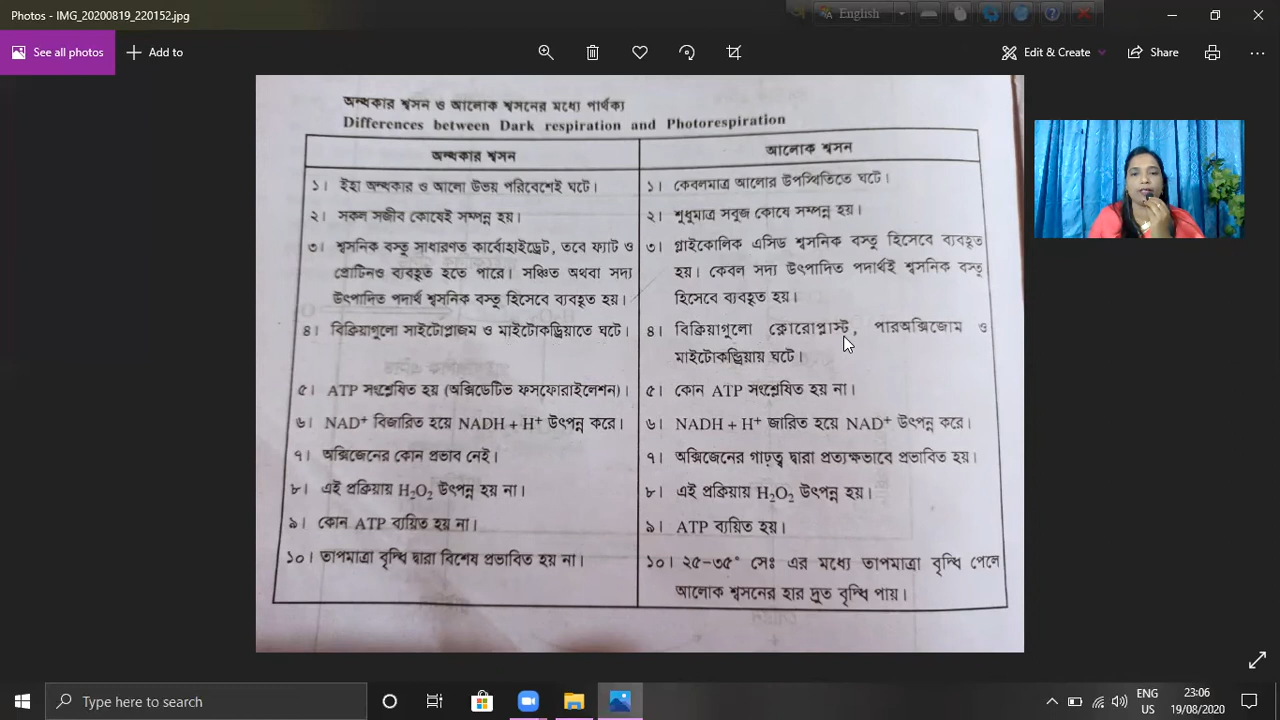 Photos - IMG_20200819_220152.jpg
English
See all photos
Add to
Edit & Create
Share
অন্ধকার শ্বসন ও আলোক শ্বসনের মধ্যে পার্থক্য
Differences between Dark respiration and Photorespiration
অন্ধকার শ্বসন
১। ইহা অন্ধকার ও আলো উভয় পরিবেশেই ঘটে।
২। সকল সজীব কোষেই সম্পন্ন হয়।
৩। শ্বসনিক বস্তু সাধারণত কার্বোহাইড্রেট, তবে ফ্যাট ও
প্রোটিনও ব্যবহৃত হতে পারে। সঞ্চিত অথবা সদ্য
উৎপাদিত পদার্থ শ্বসনিক বস্তু হিসেবে ব্যবহৃত হয়।
৪। বিক্রিয়াগুলো সাইটোপ্লাজম ও মাইটোকন্ড্রিয়াতে ঘটে।
৫। ATP সংশ্লেষিত হয় (অক্সিডেটিভ ফসফোরাইলেশন)।
৬। NAD⁺ বিজারিত হয়ে NADH + H⁺ উৎপন্ন করে।
৭। অক্সিজেনের কোন প্রভাব নেই।
৮। এই প্রক্রিয়ায় H₂O₂ উৎপন্ন হয় না।
৯। কোন ATP ব্যয়িত হয় না।
১০। তাপমাত্রা বৃদ্ধি দ্বারা বিশেষ প্রভাবিত হয় না।
আলোক শ্বসন
১। কেবলমাত্র আলোর উপস্থিতিতে ঘটে।
২। শুধুমাত্র সবুজ কোষে সম্পন্ন হয়।
৩। গ্লাইকোলিক এসিড শ্বসনিক বস্তু হিসেবে ব্যবহৃত
হয়। কেবল সদ্য উৎপাদিত পদার্থই শ্বসনিক বস্তু
হিসেবে ব্যবহৃত হয়।
৪। বিক্রিয়াগুলো ক্লোরোপ্লাস্ট, পারঅক্সিজোম ও
মাইটোকন্ড্রিয়ায় ঘটে।
৫। কোন ATP সংশ্লেষিত হয় না।
৬। NADH + H⁺ জারিত হয়ে NAD⁺ উৎপন্ন করে।
৭। অক্সিজেনের গাঢ়ত্ব দ্বারা প্রত্যক্ষভাবে প্রভাবিত হয়।
৮। এই প্রক্রিয়ায় H₂O₂ উৎপন্ন হয়।
৯। ATP ব্যয়িত হয়।
১০। ২৫-৩৫° সেঃ এর মধ্যে তাপমাত্রা বৃদ্ধি পেলে
আলোক শ্বসনের হার দ্রুত বৃদ্ধি পায়।
Type here to search
ENG
23:06
19/08/2020